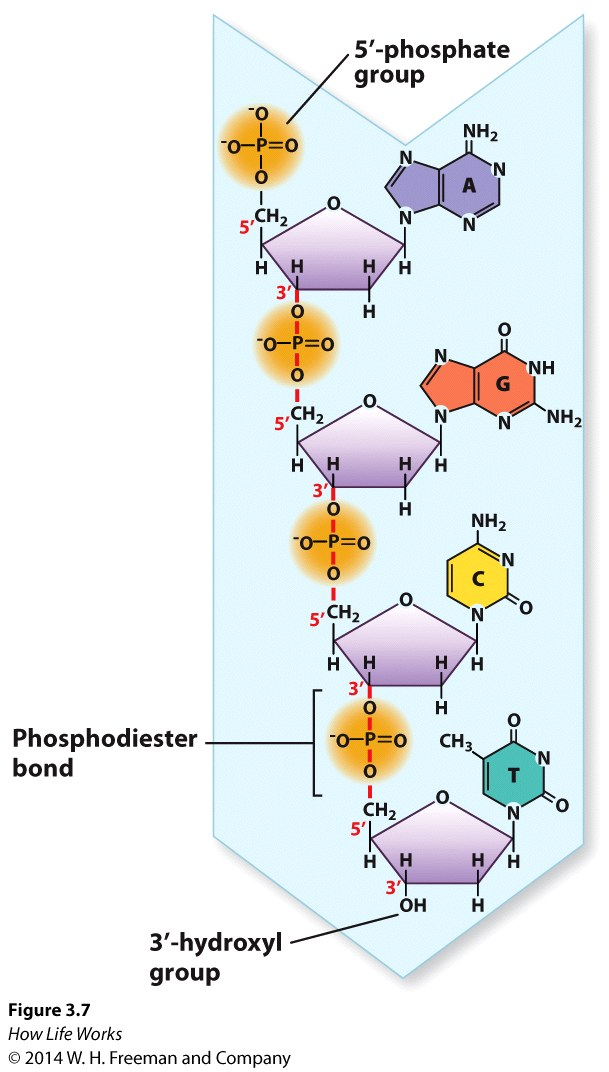 5′-phosphate
group
⁻O
⁻O–P=O
O
5′ CH₂
O
H
H
H
H
H
3′
NH₂
N
N
A
N
N
O
⁻O–P=O
O
5′ CH₂
O
H
H
H
H
H
3′
O
N
NH
G
N
N
NH₂
O
⁻O–P=O
O
5′ CH₂
O
H
H
H
H
H
3′
NH₂
N
C
N
O
Phosphodiester
bond
O
⁻O–P=O
O
5′ CH₂
O
H
H
H
H
H
3′
OH
O
CH₃
N
T
N
O
3′-hydroxyl
group
Figure 3.7
How Life Works
© 2014 W. H. Freeman and Company